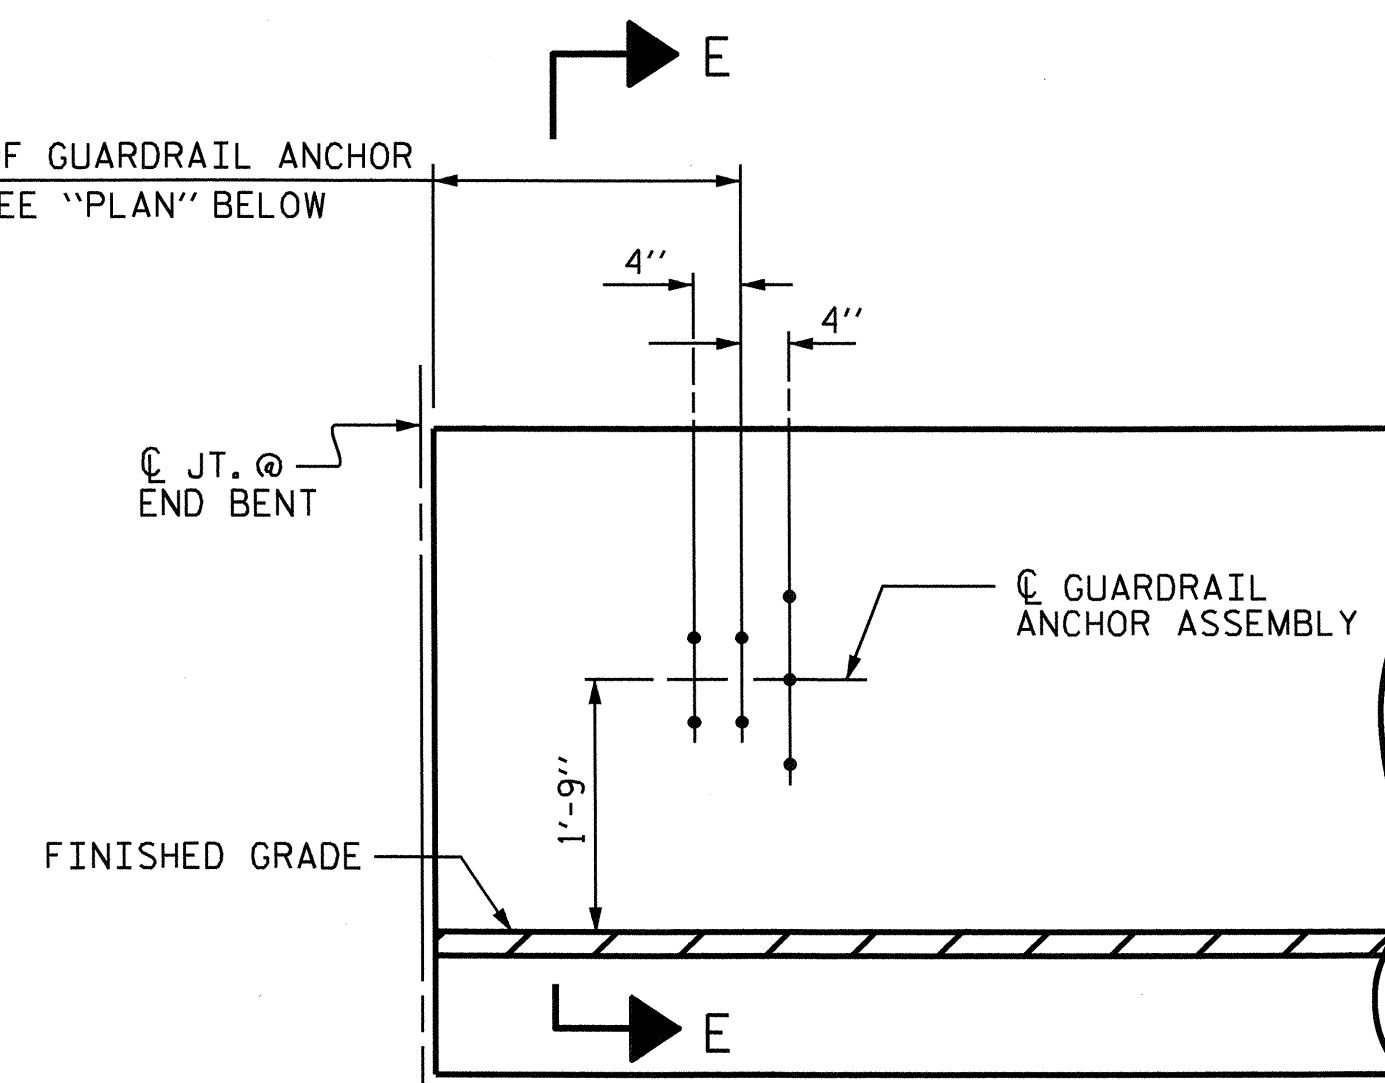 E
F GUARDRAIL ANCHOR
EE "PLAN" BELOW
4"
4"
℄ JT. @
END BENT
℄ GUARDRAIL
ANCHOR ASSEMBLY
1'-9"
FINISHED GRADE
E